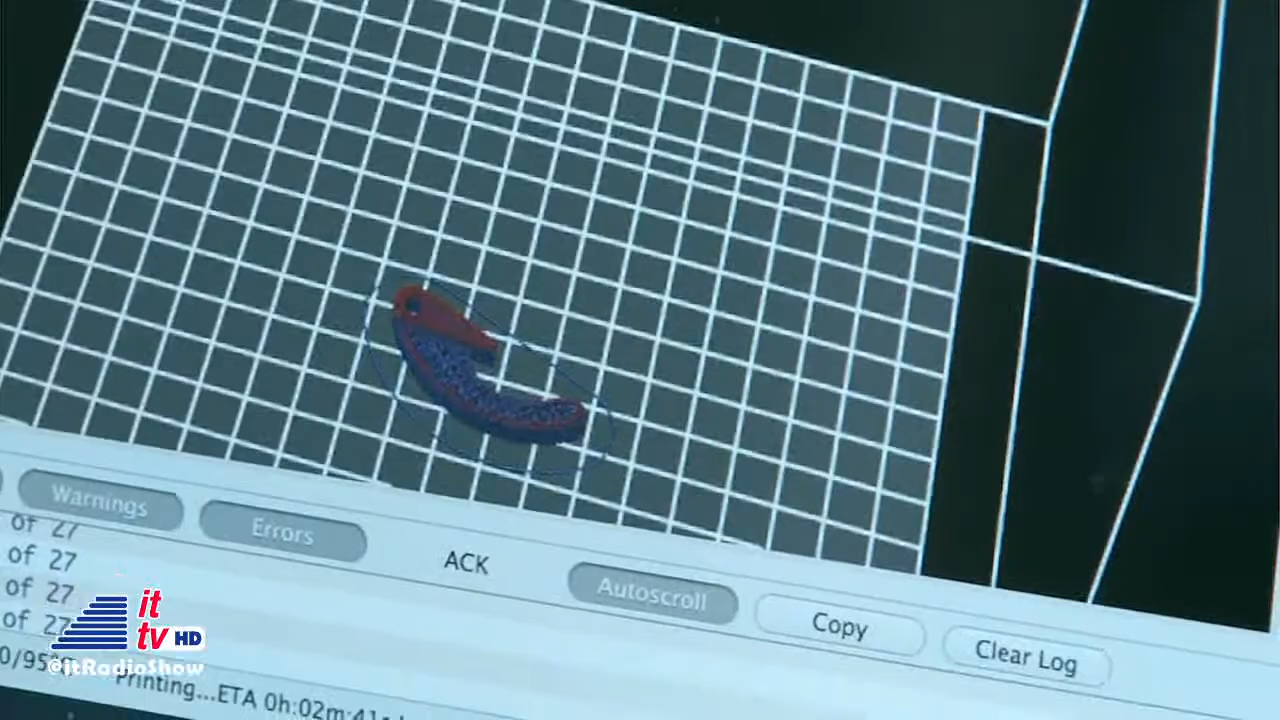 Warnings
Errors
ACK
Autoscroll
Copy
Clear Log
of 27
of 27
of 27
of 27
it
tv HD
@itRadioShow
Printing...ETA 0h:02m:41s